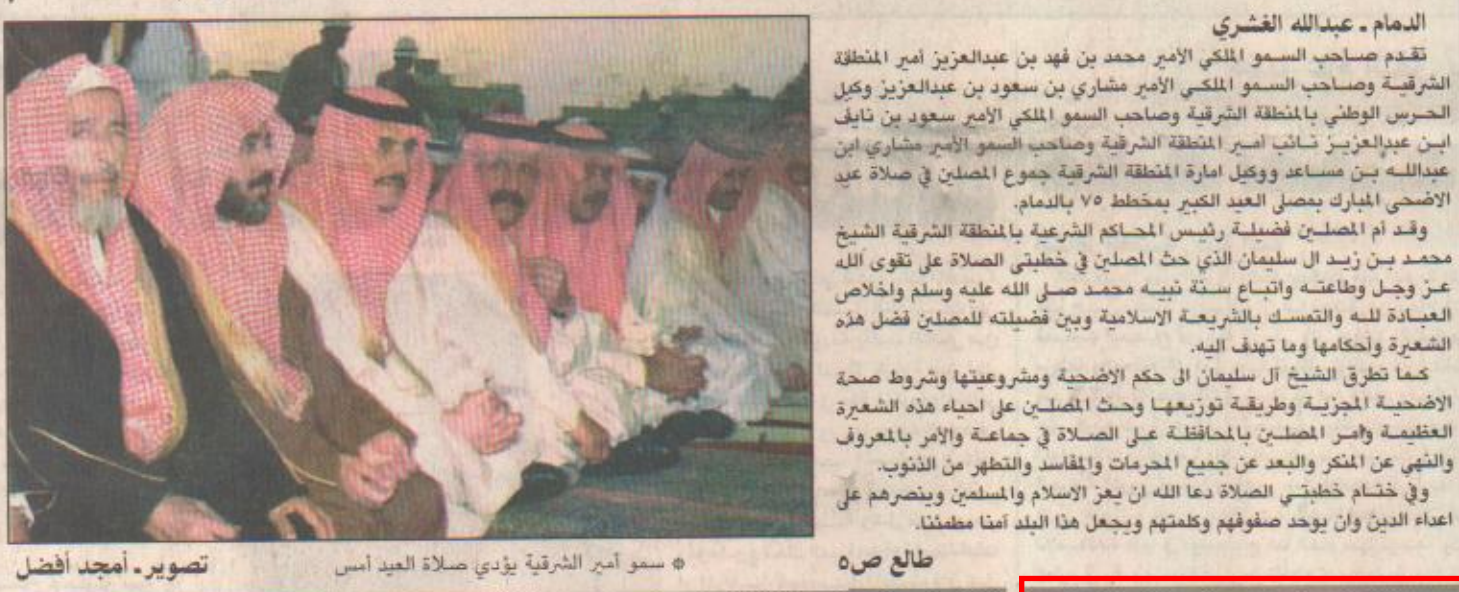 الدمام ـ عبدالله الغشري
تقدم صاحب السمو الملكي الأمير محمد بن فهد بن عبدالعزيز أمير المنطقة
الشرقية وصاحب السمو الملكي الأمير مشاري بن سعود بن عبدالعزيز وكيل
الحرس الوطني بالمنطقة الشرقية وصاحب السمو الملكي الأمير سعود بن نايف
ابن عبدالعزيز نائب أمير المنطقة الشرقية وصاحب السمو الأمير مشاري ابن
عبدالله بن مساعد ووكيل امارة المنطقة الشرقية جموع المصلين في صلاة عيد
الاضحى المبارك بمصلى العيد الكبير بمخطط ٧٥ بالدمام.
وقد أم المصلين فضيلة رئيس المحاكم الشرعية بالمنطقة الشرقية الشيخ
محمد بن زيد ال سليمان الذي حث المصلين في خطبتى الصلاة على تقوى الله
عز وجل وطاعته واتباع سنة نبيه محمد صلى الله عليه وسلم واخلاص
العبادة لله والتمسك بالشريعة الاسلامية وبين فضيلته للمصلين فضل هذه
الشعيرة وأحكامها وما تهدف اليه.
كما تطرق الشيخ آل سليمان الى حكم الاضحية ومشروعيتها وشروط صحة
الاضحية المجزية وطريقة توزيعها وحث المصلين على احياء هذه الشعيرة
العظيمة وأمر المصلين بالمحافظة على الصلاة في جماعة والأمر بالمعروف
والنهي عن المنكر والبعد عن جميع المحرمات والمفاسد والتطهر من الذنوب.
وفي ختام خطبتي الصلاة دعا الله ان يعز الاسلام والمسلمين وينصرهم على
اعداء الدين وان يوحد صفوفهم وكلمتهم ويجعل هذا البلد آمنا مطمئنا.
طالع ص٥
* سمو أمير الشرقية يؤدي صلاة العيد أمس
تصوير ـ أمجد أفضل